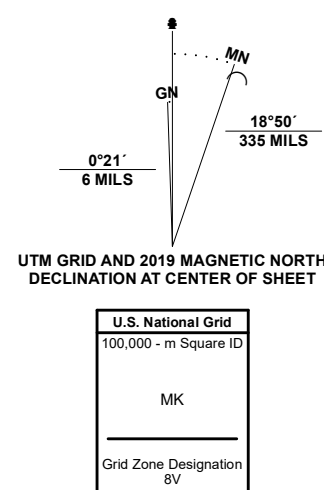 MN
GN
18°50´
335 MILS
0°21´
6 MILS
UTM GRID AND 2019 MAGNETIC NORTH
DECLINATION AT CENTER OF SHEET
U.S. National Grid
100,000 - m Square ID
MK
Grid Zone Designation
8V